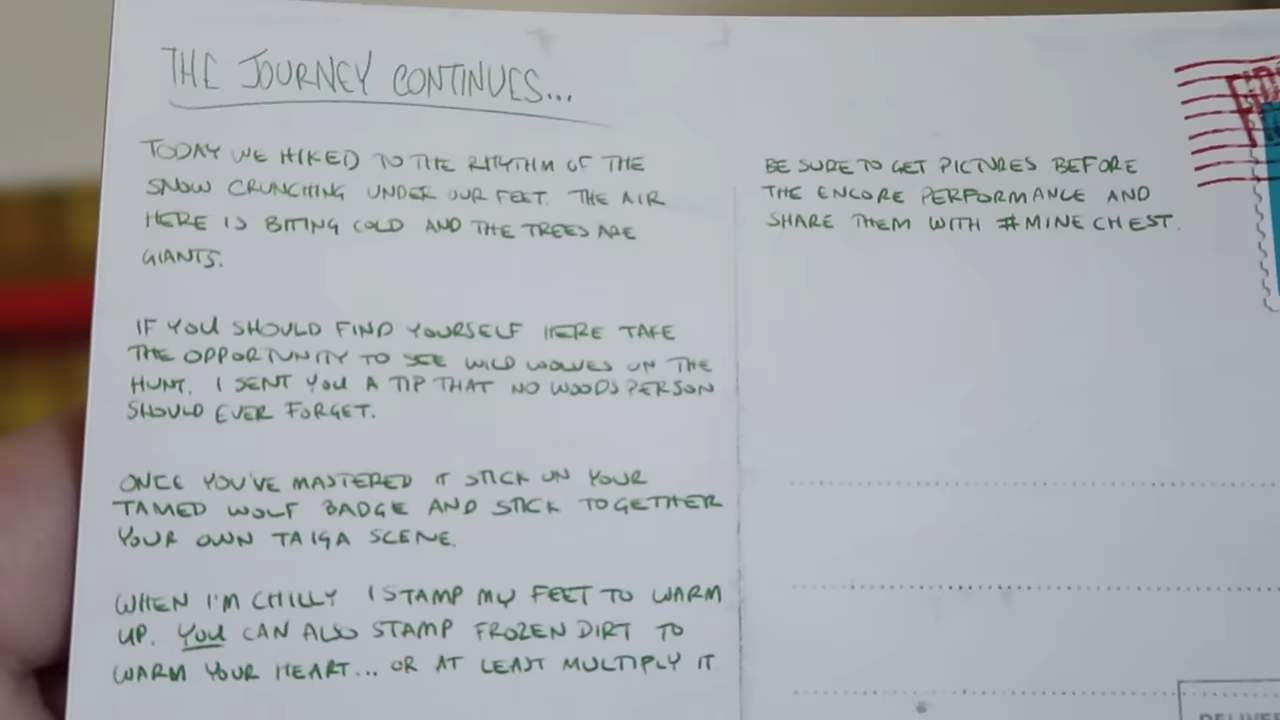 THE JOURNEY CONTINUES...
TODAY WE HIKED TO THE RHYTHM OF THE
SNOW CRUNCHING UNDER OUR FEET. THE AIR
HERE IS BITING COLD AND THE TREES ARE
GIANTS.
IF YOU SHOULD FIND YOURSELF HERE TAKE
THE OPPORTUNITY TO SEE WILD WOLVES ON THE
HUNT. I SENT YOU A TIP THAT NO WOODSPERSON
SHOULD EVER FORGET.
ONCE YOU'VE MASTERED IT STICK ON YOUR
TAMED WOLF BADGE AND STICK TOGETHER
YOUR OWN TAIGA SCENE.
WHEN I'M CHILLY I STAMP MY FEET TO WARM
UP. YOU CAN ALSO STAMP FROZEN DIRT TO
WARM YOUR HEART... OR AT LEAST MULTIPLY IT
BE SURE TO GET PICTURES BEFORE
THE ENCORE PERFORMANCE AND
SHARE THEM WITH #MINECHEST.